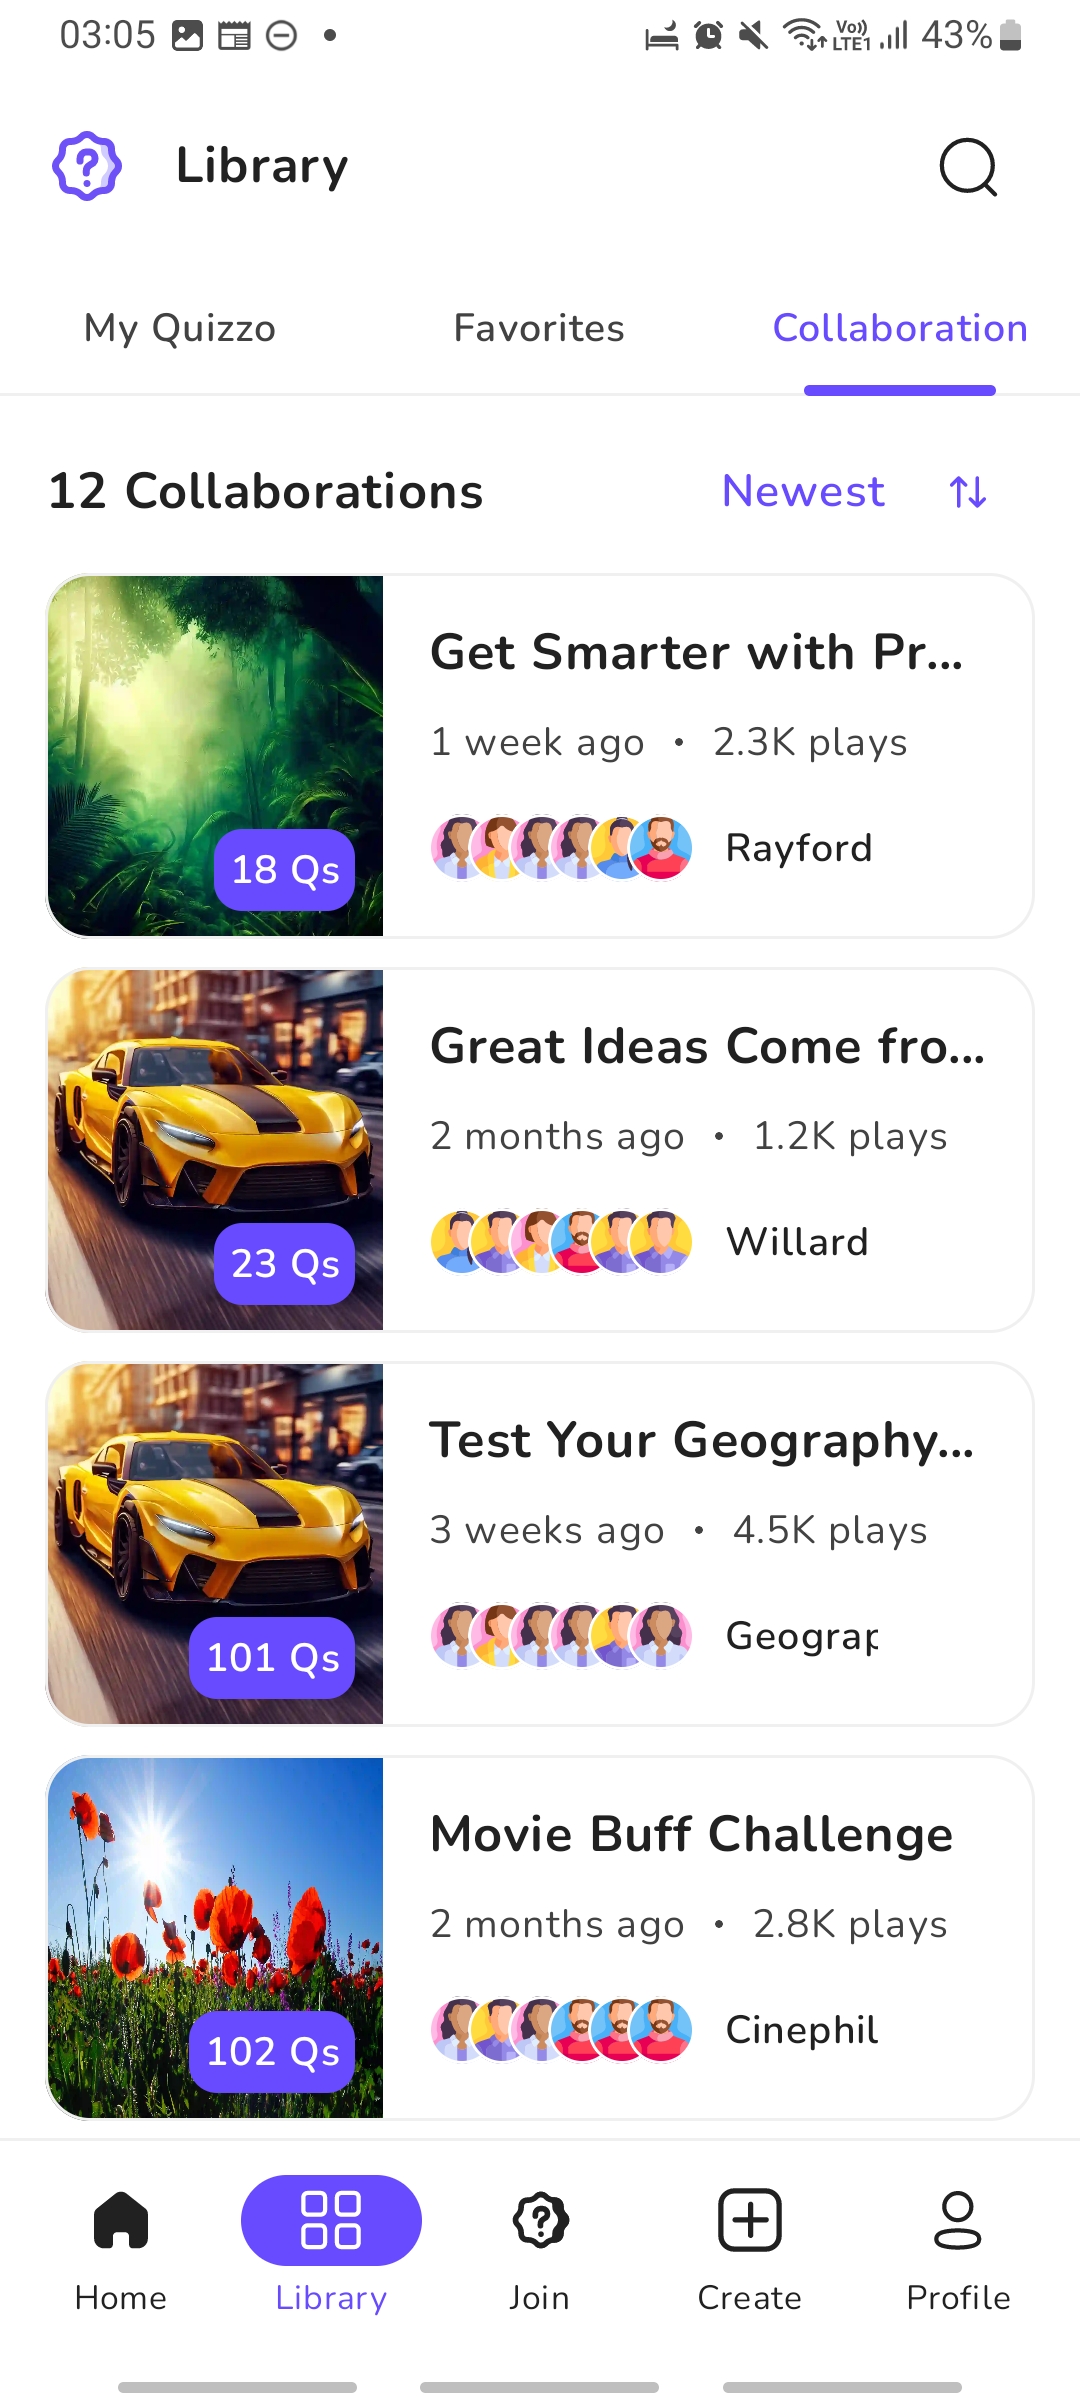 03:05 Vo)) LTE1 43%
Library
My Quizzo Favorites Collaboration
12 Collaborations Newest
Get Smarter with Pr...
1 week ago • 2.3K plays
18 Qs
Rayford
Great Ideas Come fro...
2 months ago • 1.2K plays
23 Qs
Willard
Test Your Geography...
3 weeks ago • 4.5K plays
101 Qs
Geograp
Movie Buff Challenge
2 months ago • 2.8K plays
102 Qs
Cinephil
Home Library Join Create Profile